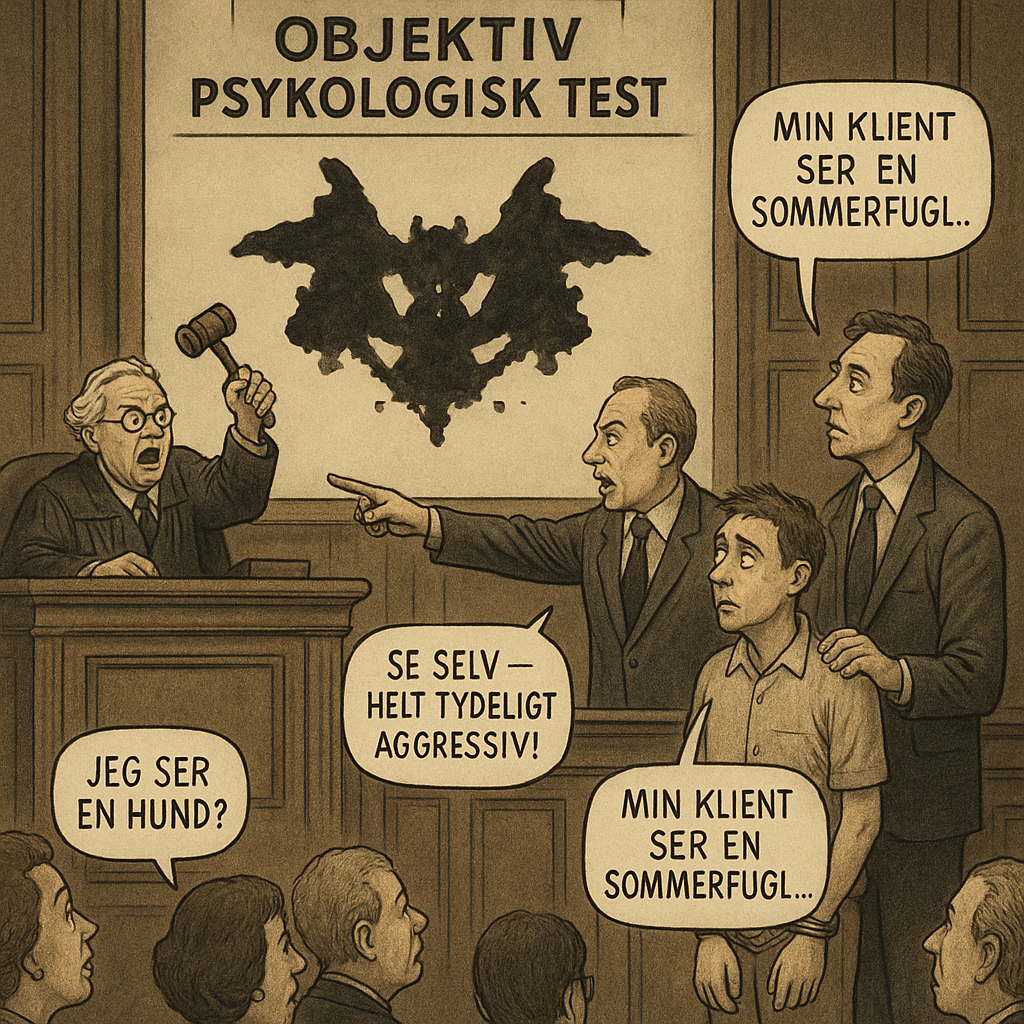 OBJEKTIV
PSYKOLOGISK TEST
MIN KLIENT
SER EN
SOMMERFUGL..
SE SELV —
HELT TYDELIGT
AGGRESSIV!
JEG SER
EN HUND?
MIN KLIENT
SER EN
SOMMERFUGL...